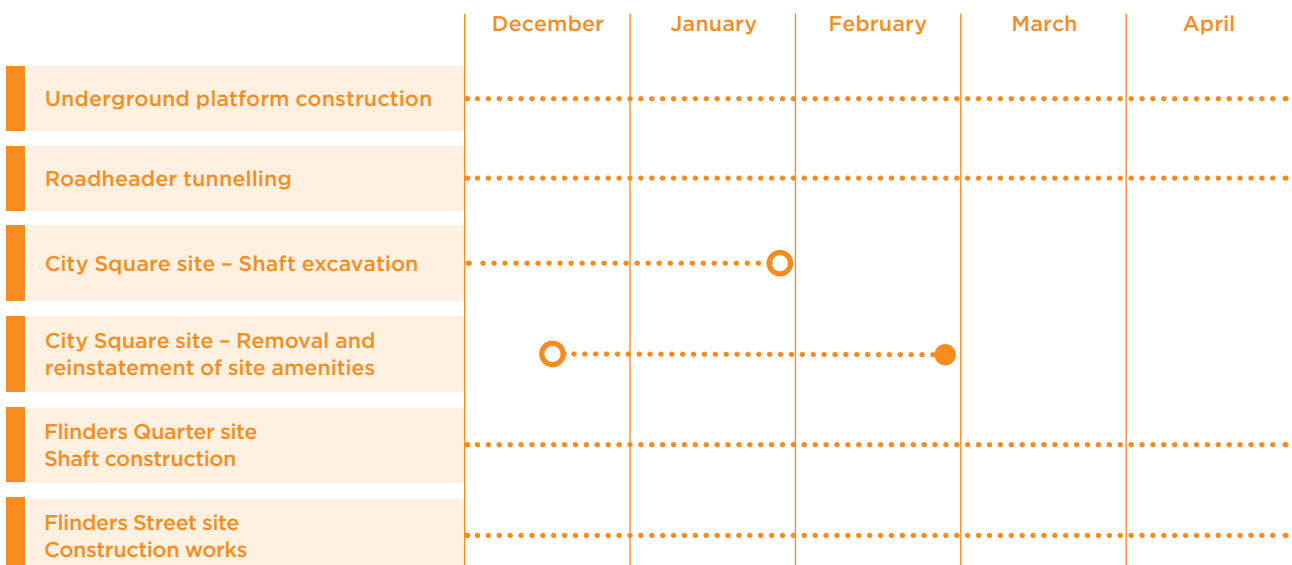 December January February March April
Underground platform construction
Roadheader tunnelling
City Square site – Shaft excavation
City Square site – Removal and
reinstatement of site amenities
Flinders Quarter site
Shaft construction
Flinders Street site
Construction works